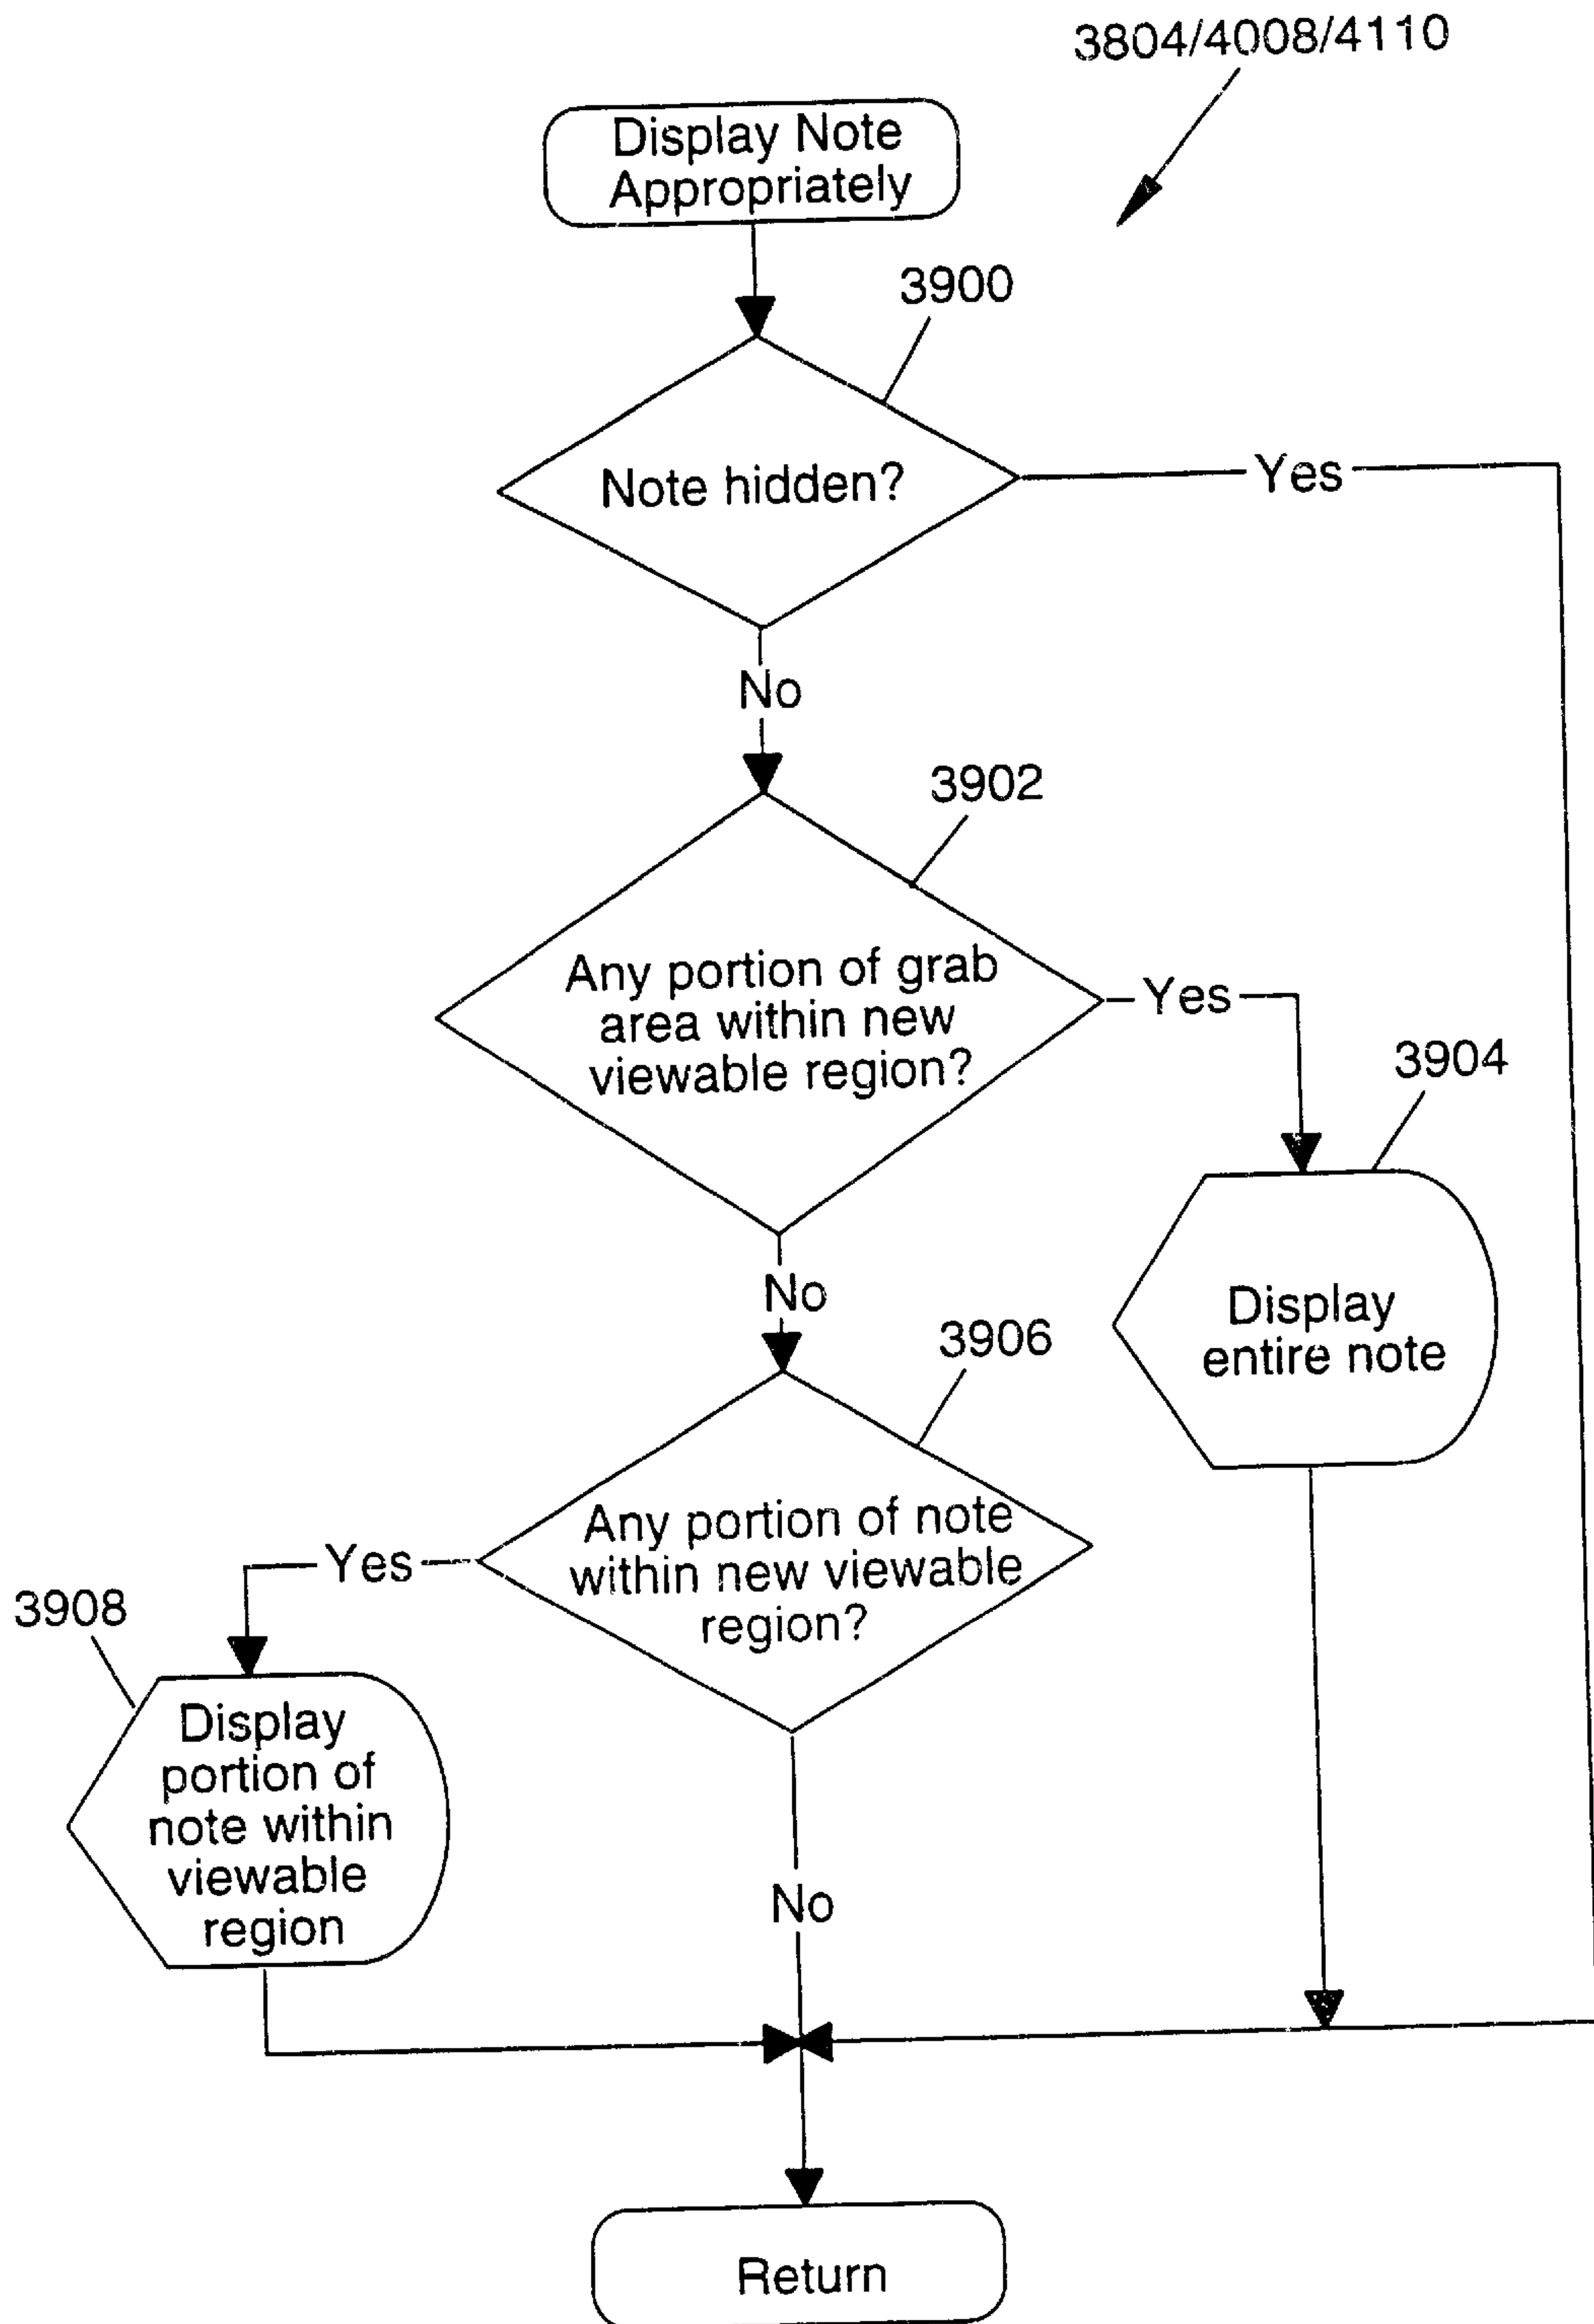 3804/4008/4110
Display Note
Appropriately
3900
Note hidden?
Yes
No
3902
Any portion of grab
area within new
viewable region?
Yes
3904
Display
entire note
No
3906
Any portion of note
within new viewable
region?
Yes
3908
Display
portion of
note within
viewable
region
No
Return